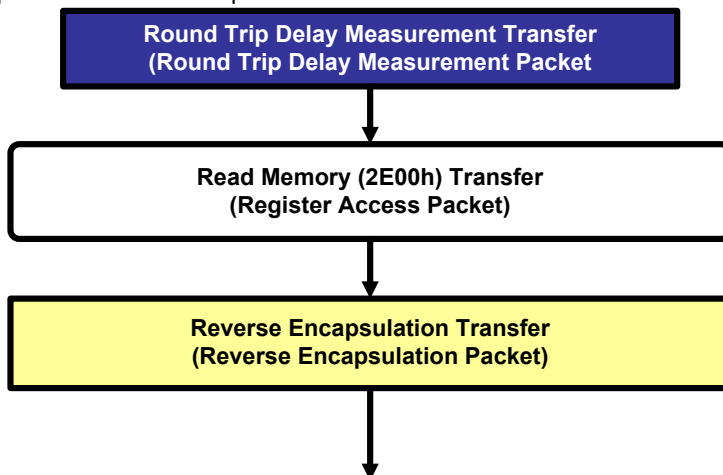 Round Trip Delay Measurement Transfer
(Round Trip Delay Measurement Packet
Read Memory (2E00h) Transfer
(Register Access Packet)
Reverse Encapsulation Transfer
(Reverse Encapsulation Packet)